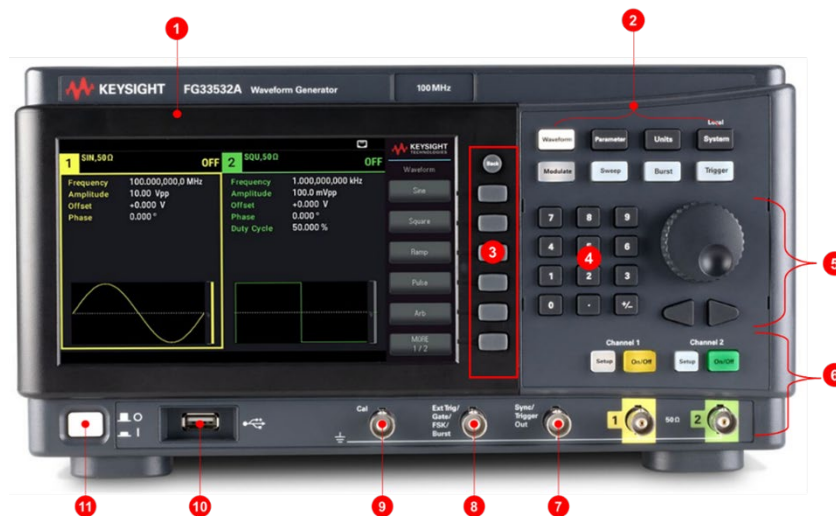 1
2
KEYSIGHT FG33532A Waveform Generator 100 MHz
Local
Waveform Parameter Units System
Modulate Sweep Burst Trigger
1 SIN,50Ω OFF
Frequency 100.000,000,0 MHz
Amplitude 10.00 Vpp
Offset +0.000 V
Phase 0.000°
2 SQU,50Ω OFF
Frequency 1.000,000,000 kHz
Amplitude 100.0 mVpp
Offset +0.000 V
Phase 0.000°
Duty Cycle 50.000 %
KEYSIGHT
TECHNOLOGIES
Waveform
Sine
Square
Ramp
Pulse
Arb
MORE
1 / 2
Back
3
7 8 9
4 6
1 2 3
0 . +/-
4
5
Channel 1 Channel 2
Setup On/Off Setup On/Off
6
Cal
Ext Trig/
Gate/
FSK/
Burst
Sync/
Trigger
Out
1 50Ω 2
11
10
9
8
7